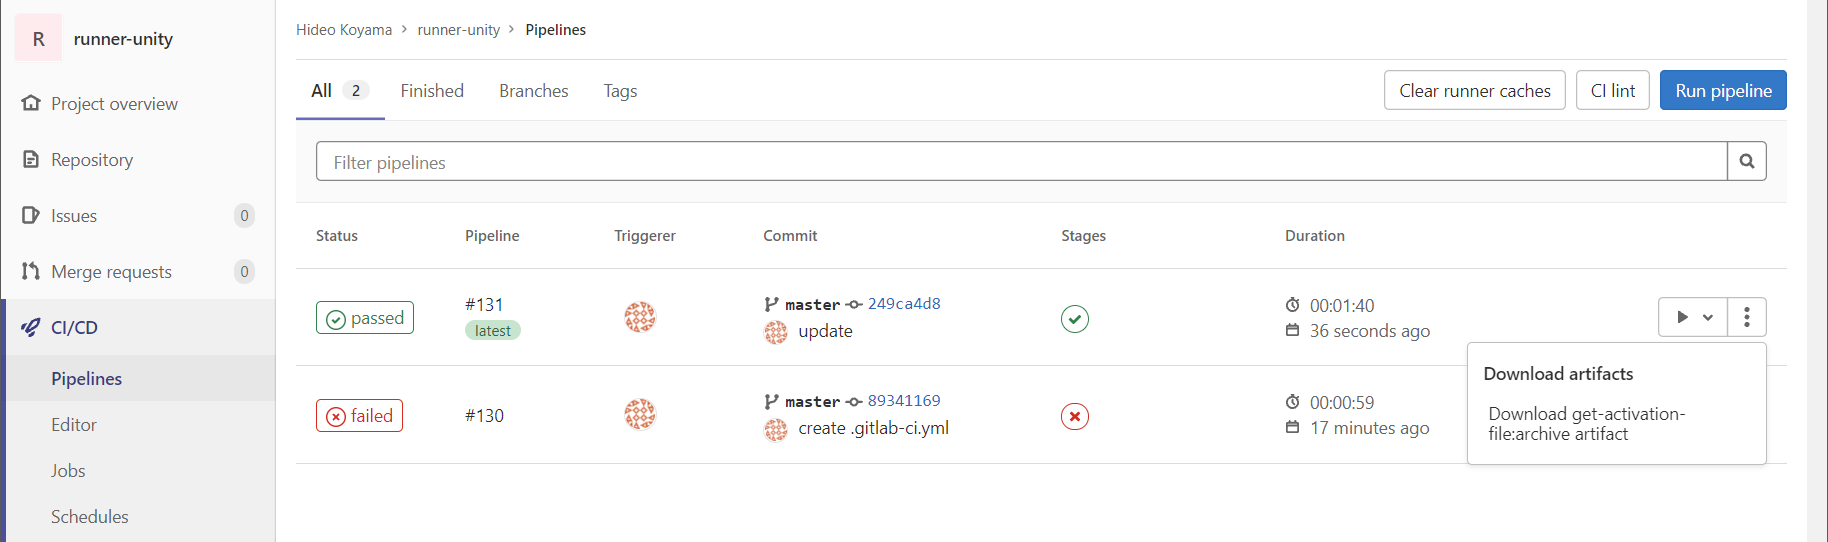 R runner-unity
Project overview
Repository
Issues 0
Merge requests 0
CI/CD
Pipelines
Editor
Jobs
Schedules
Hideo Koyama > runner-unity > Pipelines
All 2 Finished Branches Tags
Clear runner caches CI lint Run pipeline
Filter pipelines
Status Pipeline Triggerer Commit Stages Duration
passed #131 latest master 249ca4d8 00:01:40
update 36 seconds ago
failed #130 master 89341169 00:00:59
create .gitlab-ci.yml 17 minutes ago
Download artifacts
Download get-activation-
file:archive artifact